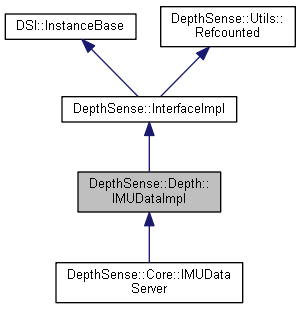 DSI::InstanceBase
DepthSense::Utils::
Refcounted
DepthSense::InterfaceImpl
DepthSense::Depth::
IMUDataImpl
DepthSense::Core::IMUData
Server